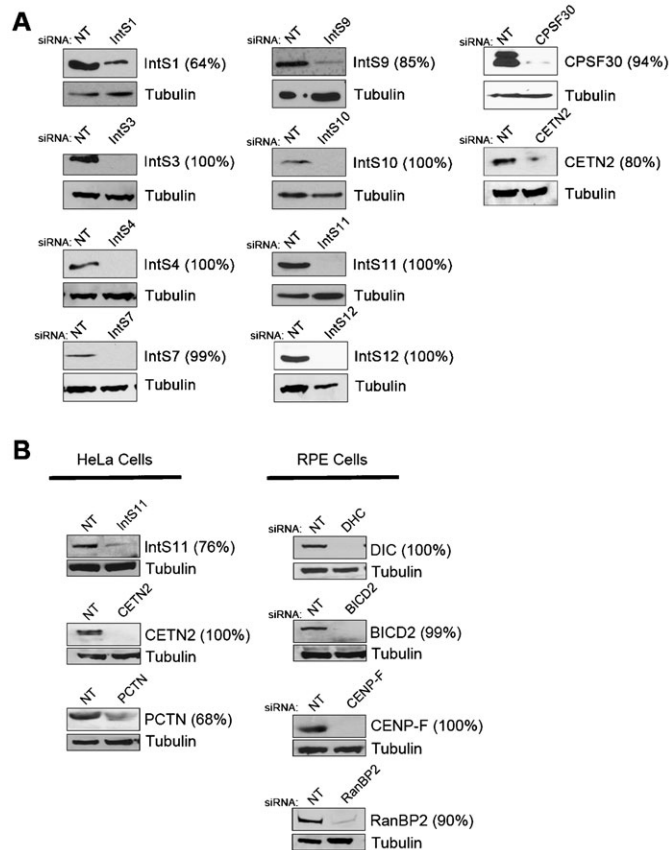 A
siRNA: NT IntS1
IntS1 (64%)
Tubulin
siRNA: NT IntS3
IntS3 (100%)
Tubulin
siRNA: NT IntS4
IntS4 (100%)
Tubulin
siRNA: NT IntS7
IntS7 (99%)
Tubulin
siRNA: NT IntS9
IntS9 (85%)
Tubulin
siRNA: NT IntS10
IntS10 (100%)
Tubulin
siRNA: NT IntS11
IntS11 (100%)
Tubulin
siRNA: NT IntS12
IntS12 (100%)
Tubulin
siRNA: NT CPSF30
CPSF30 (94%)
Tubulin
siRNA: NT CETN2
CETN2 (80%)
Tubulin
B
HeLa Cells
NT IntS11
IntS11 (76%)
Tubulin
NT CETN2
CETN2 (100%)
Tubulin
NT PCTN
PCTN (68%)
Tubulin
RPE Cells
siRNA: NT DHC
DIC (100%)
Tubulin
siRNA: NT BICD2
BICD2 (99%)
Tubulin
siRNA: NT CENP-F
CENP-F (100%)
Tubulin
siRNA: NT RanBP2
RanBP2 (90%)
Tubulin